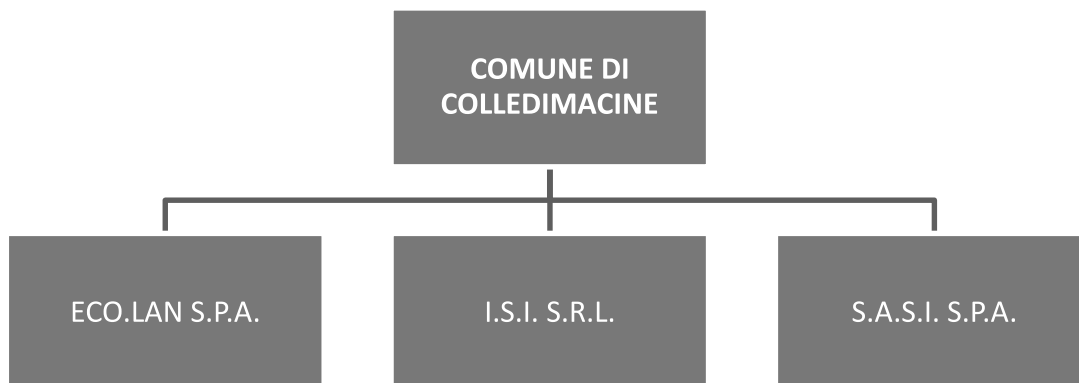 COMUNE DI
COLLEDIMACINE
ECO.LAN S.P.A.
I.S.I. S.R.L.
S.A.S.I. S.P.A.